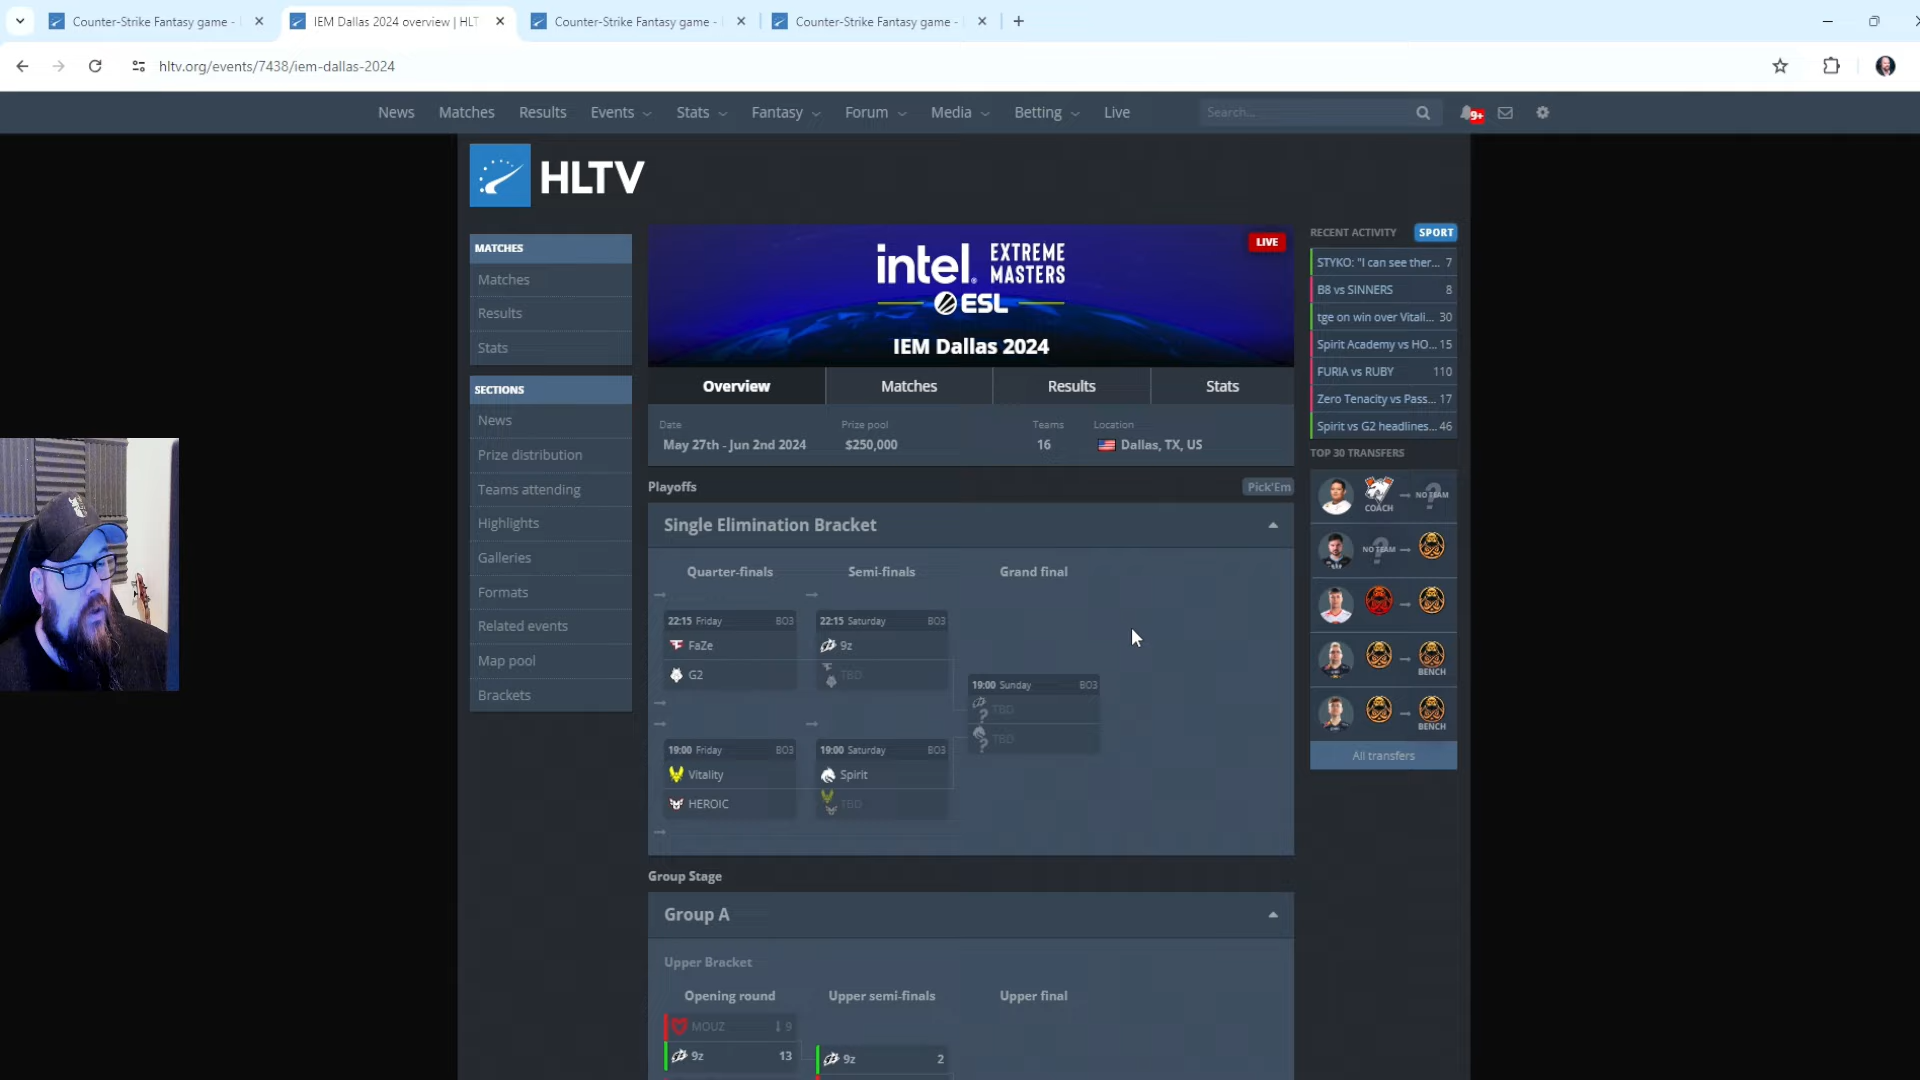 Counter-Strike Fantasy game -
IEM Dallas 2024 overview | HLT
Counter-Strike Fantasy game -
Counter-Strike Fantasy game -
hltv.org/events/7438/iem-dallas-2024
News
Matches
Results
Events
Stats
Fantasy
Forum
Media
Betting
Live
Search...
9+
HLTV
MATCHES
Matches
Results
Stats
SECTIONS
News
Prize distribution
Teams attending
Highlights
Galleries
Formats
Related events
Map pool
Brackets
LIVE
intel. EXTREME MASTERS
ESL
IEM Dallas 2024
Overview
Matches
Results
Stats
Date
May 27th - Jun 2nd 2024
Prize pool
$250,000
Teams
16
Location
Dallas, TX, US
Playoffs
Pick'Em
Single Elimination Bracket
Quarter-finals
Semi-finals
Grand final
22:15 Friday BO3
FaZe
G2
22:15 Saturday BO3
9z
TBD
19:00 Sunday BO3
TBD
TBD
19:00 Friday BO3
Vitality
HEROIC
19:00 Saturday BO3
Spirit
TBD
Group Stage
Group A
Upper Bracket
Opening round
Upper semi-finals
Upper final
MOUZ 9
9z 13
9z 2
RECENT ACTIVITY SPORT
STYKO: "I can see ther... 7
B8 vs SINNERS 8
tge on win over Vitali... 30
Spirit Academy vs HO... 15
FURIA vs RUBY 110
Zero Tenacity vs Pass... 17
Spirit vs G2 headlines... 46
TOP 30 TRANSFERS
COACH
NO TEAM
NO TEAM
BENCH
BENCH
All transfers